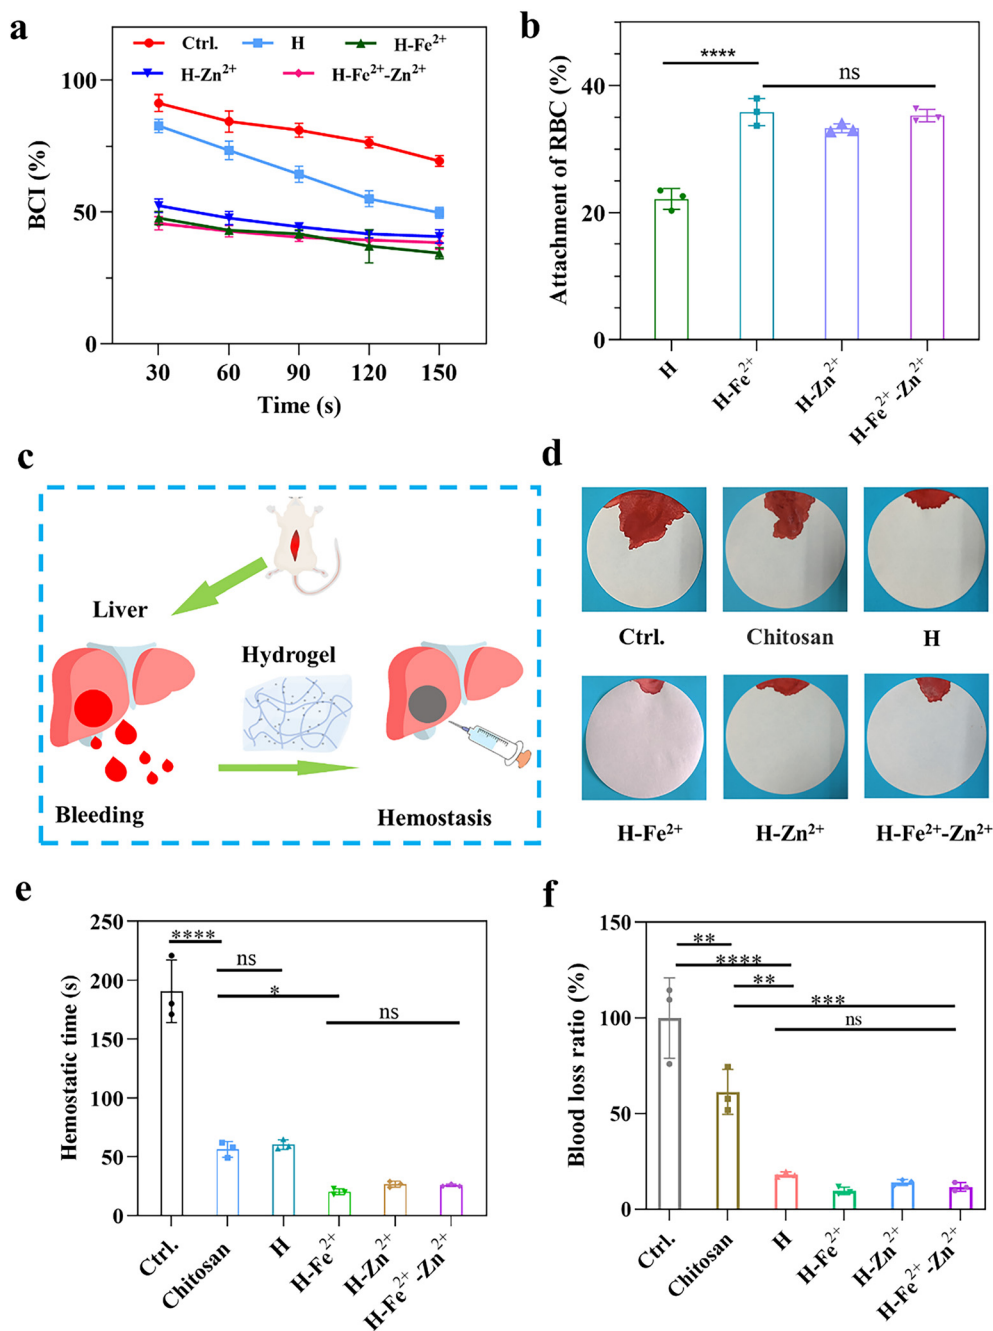 a
Ctrl.
H
H-Fe²⁺
H-Zn²⁺
H-Fe²⁺-Zn²⁺
BCI (%)
100
50
0
30 60 90 120 150
Time (s)
b
****
ns
Attachment of RBC (%)
40
20
0
H
H-Fe²⁺
H-Zn²⁺
H-Fe²⁺-Zn²⁺
c
Liver
Hydrogel
Bleeding
Hemostasis
d
Ctrl.
Chitosan
H
H-Fe²⁺
H-Zn²⁺
H-Fe²⁺-Zn²⁺
e
Hemostatic time (s)
250
200
150
100
50
0
****
ns
*
ns
Ctrl.
Chitosan
H
H-Fe²⁺
H-Zn²⁺
H-Fe²⁺-Zn²⁺
f
Blood loss ratio (%)
150
100
50
0
**
****
**
***
ns
Ctrl.
Chitosan
H
H-Fe²⁺
H-Zn²⁺
H-Fe²⁺-Zn²⁺